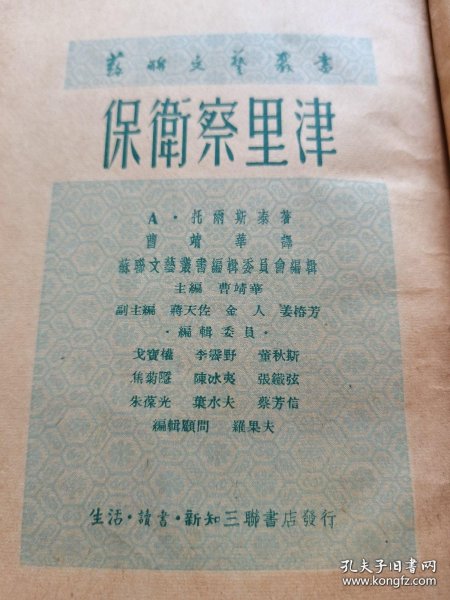 蘇聯文藝叢書
保衛察里津
A·托爾斯泰著
曹靖華譯
蘇聯文藝叢書編輯委員會編輯
主編 曹靖華
副主編 蔣天佐 金人 姜椿芳
·編輯委員·
戈寶權 李霽野 董秋斯
焦菊隱 陳冰夷 張鐵弦
朱葆光 葉水夫 蔡芳信
編輯顧問 羅果夫
生活·讀書·新知三聯書店發行
孔夫子旧书网
www.kongfz.com